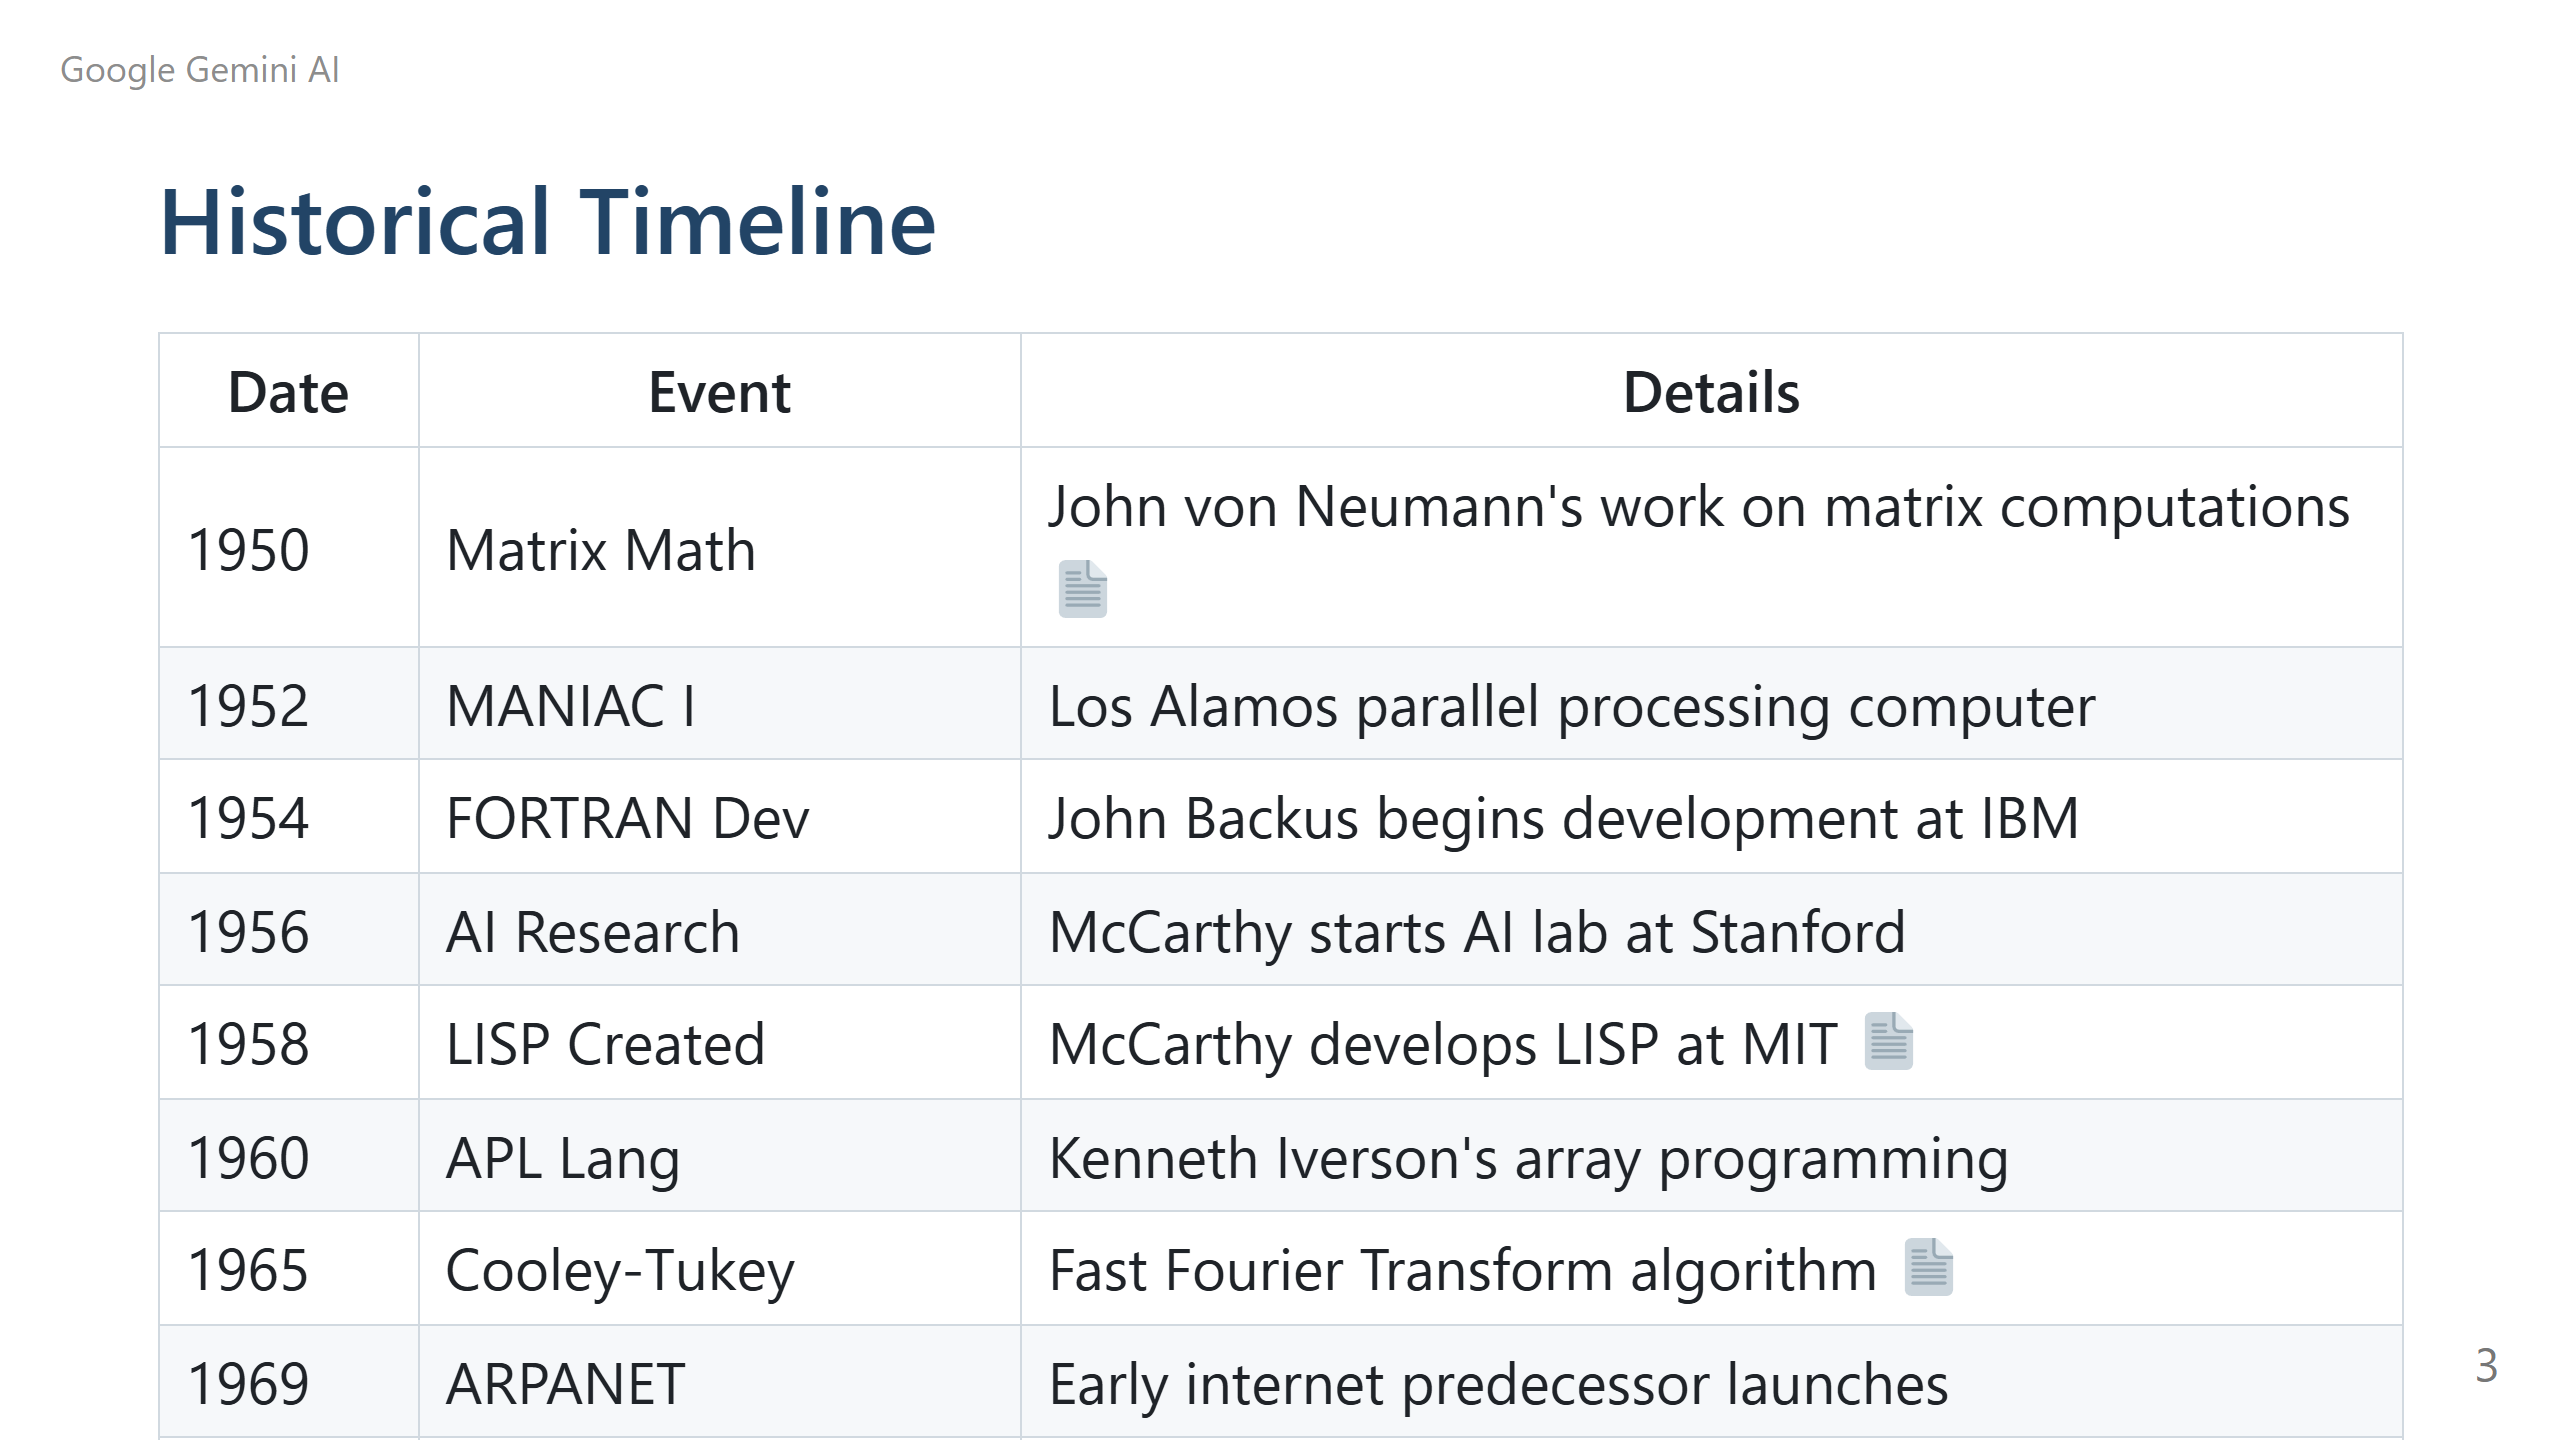 Google Gemini AI
Historical Timeline
Date Event Details
1950 Matrix Math John von Neumann's work on matrix computations
1952 MANIAC I Los Alamos parallel processing computer
1954 FORTRAN Dev John Backus begins development at IBM
1956 AI Research McCarthy starts AI lab at Stanford
1958 LISP Created McCarthy develops LISP at MIT
1960 APL Lang Kenneth Iverson's array programming
1965 Cooley-Tukey Fast Fourier Transform algorithm
1969 ARPANET Early internet predecessor launches
3